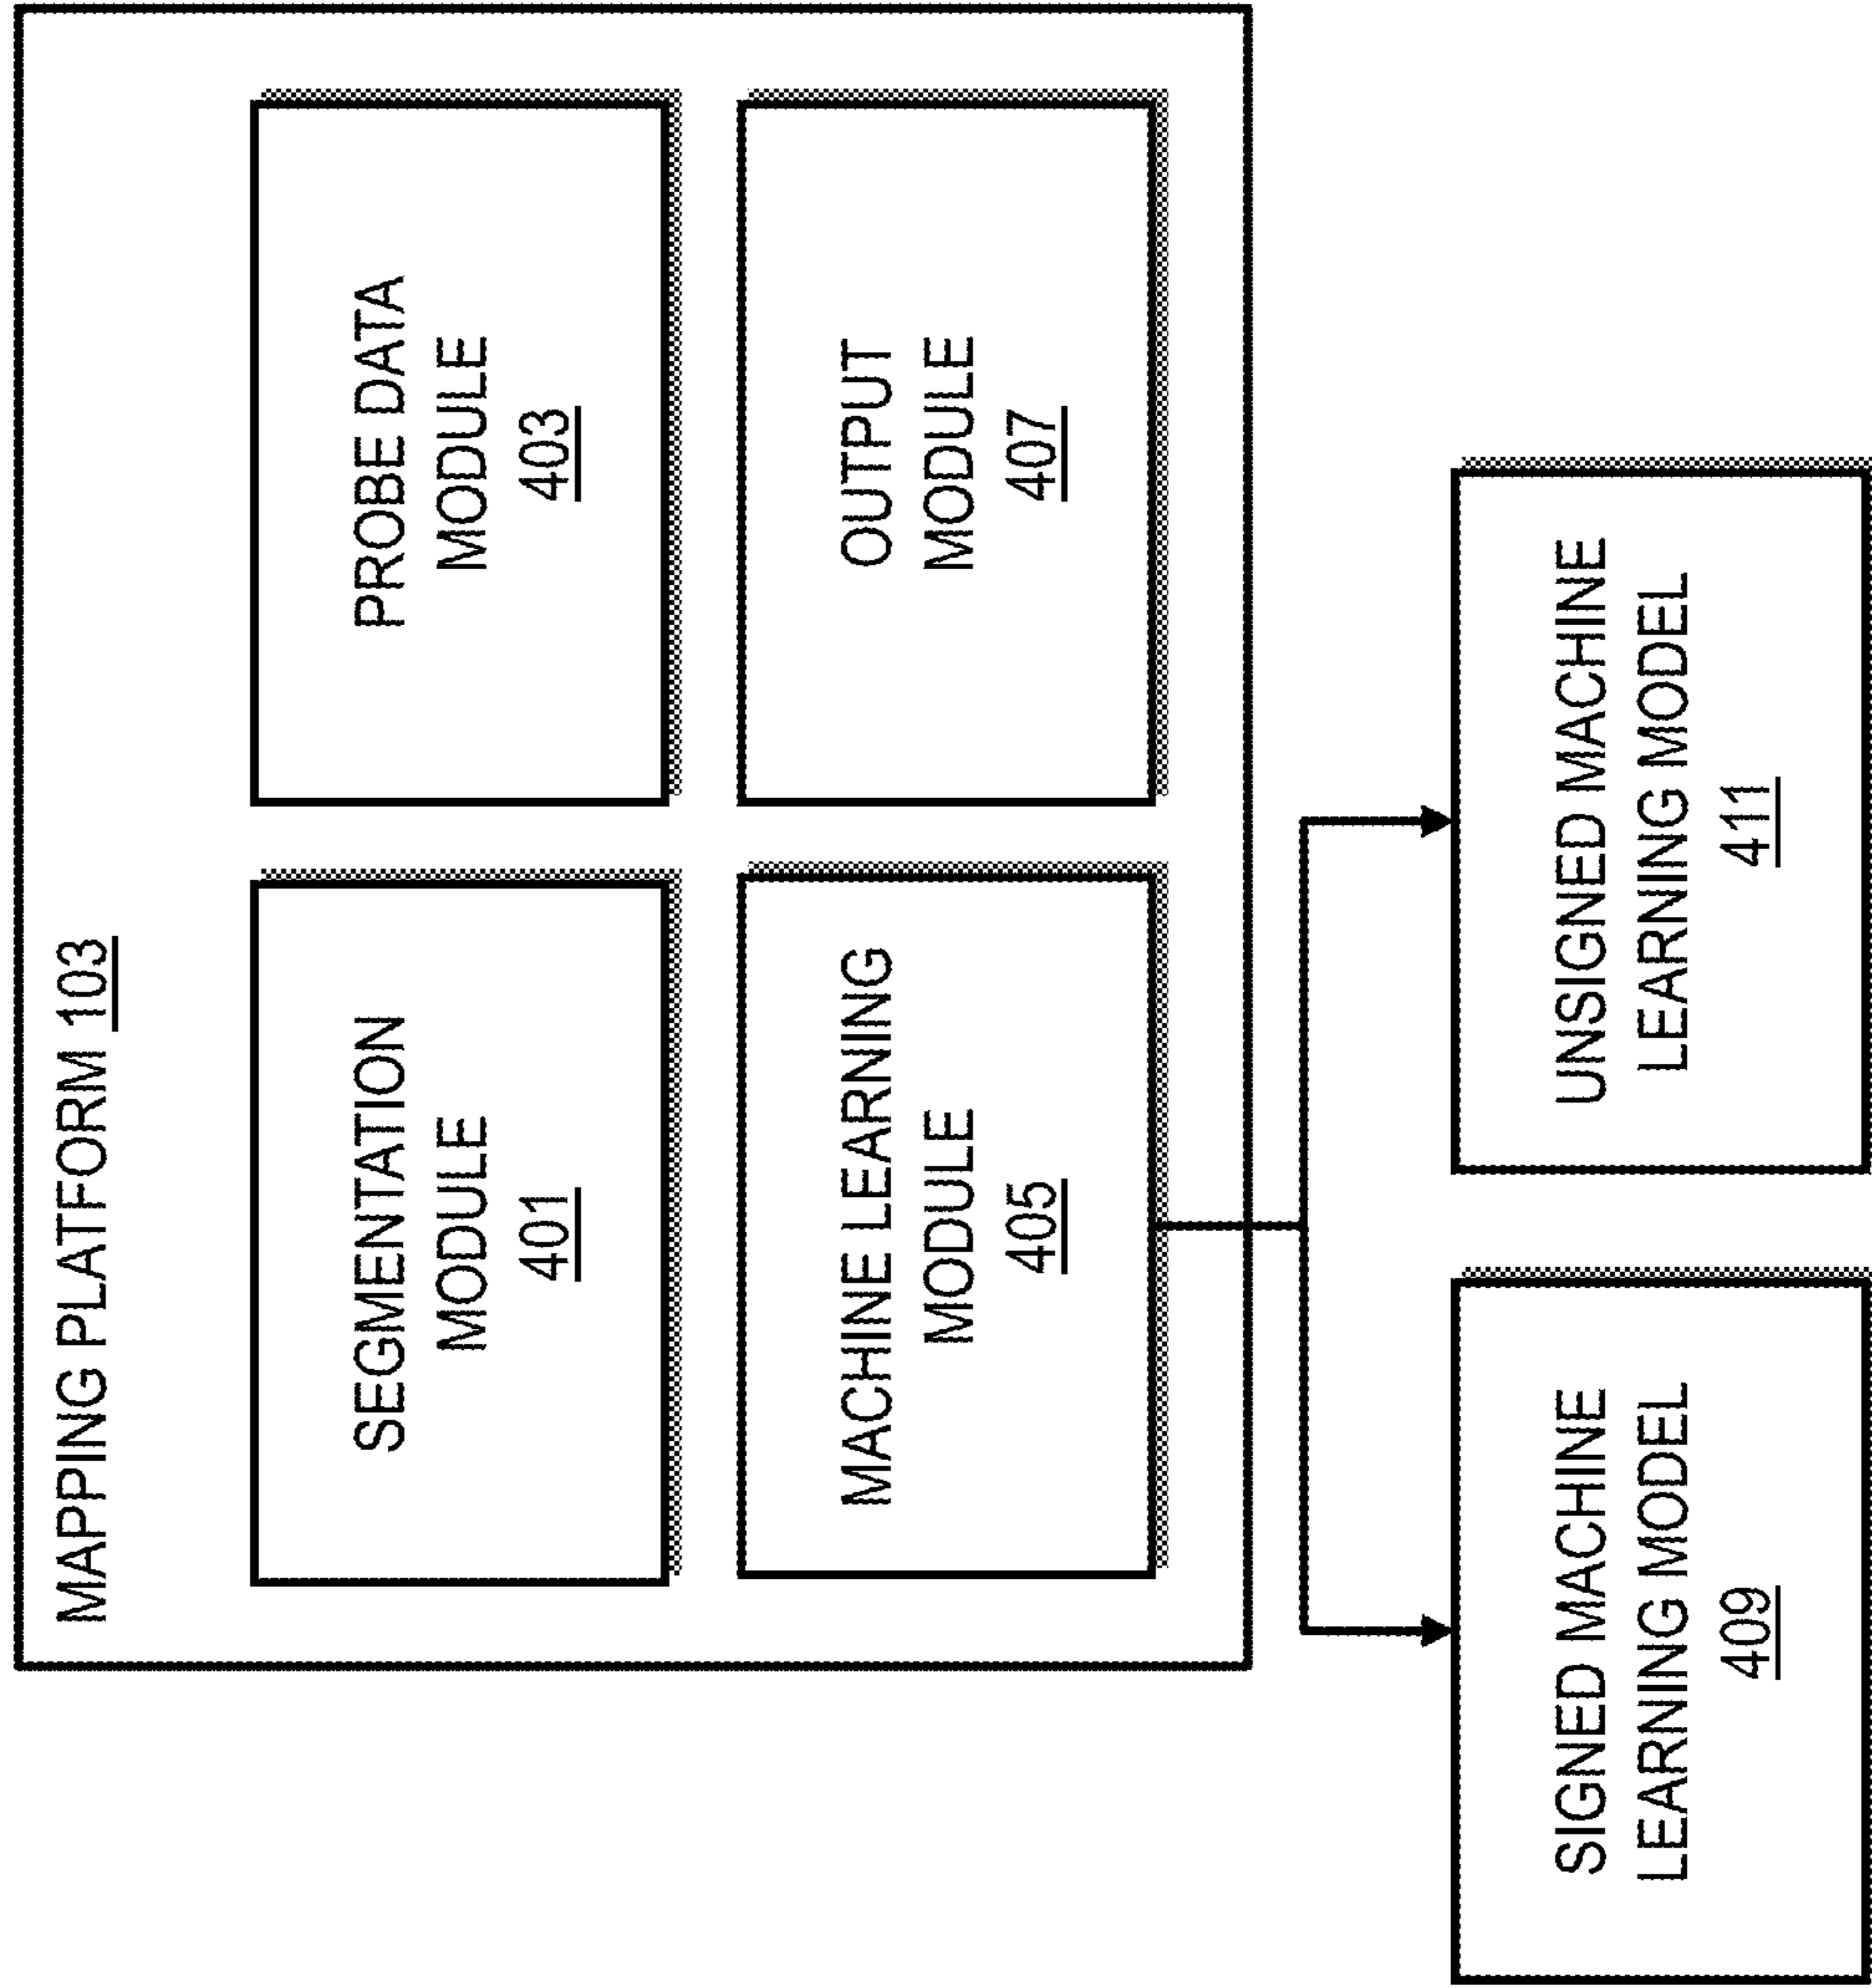 MAPPING PLATFORM 103
SEGMENTATION
MODULE
401
PROBE DATA
MODULE
403
MACHINE LEARNING
MODULE
405
OUTPUT
MODULE
407
SIGNED MACHINE
LEARNING MODEL
409
UNSIGNED MACHINE
LEARNING MODEL
411